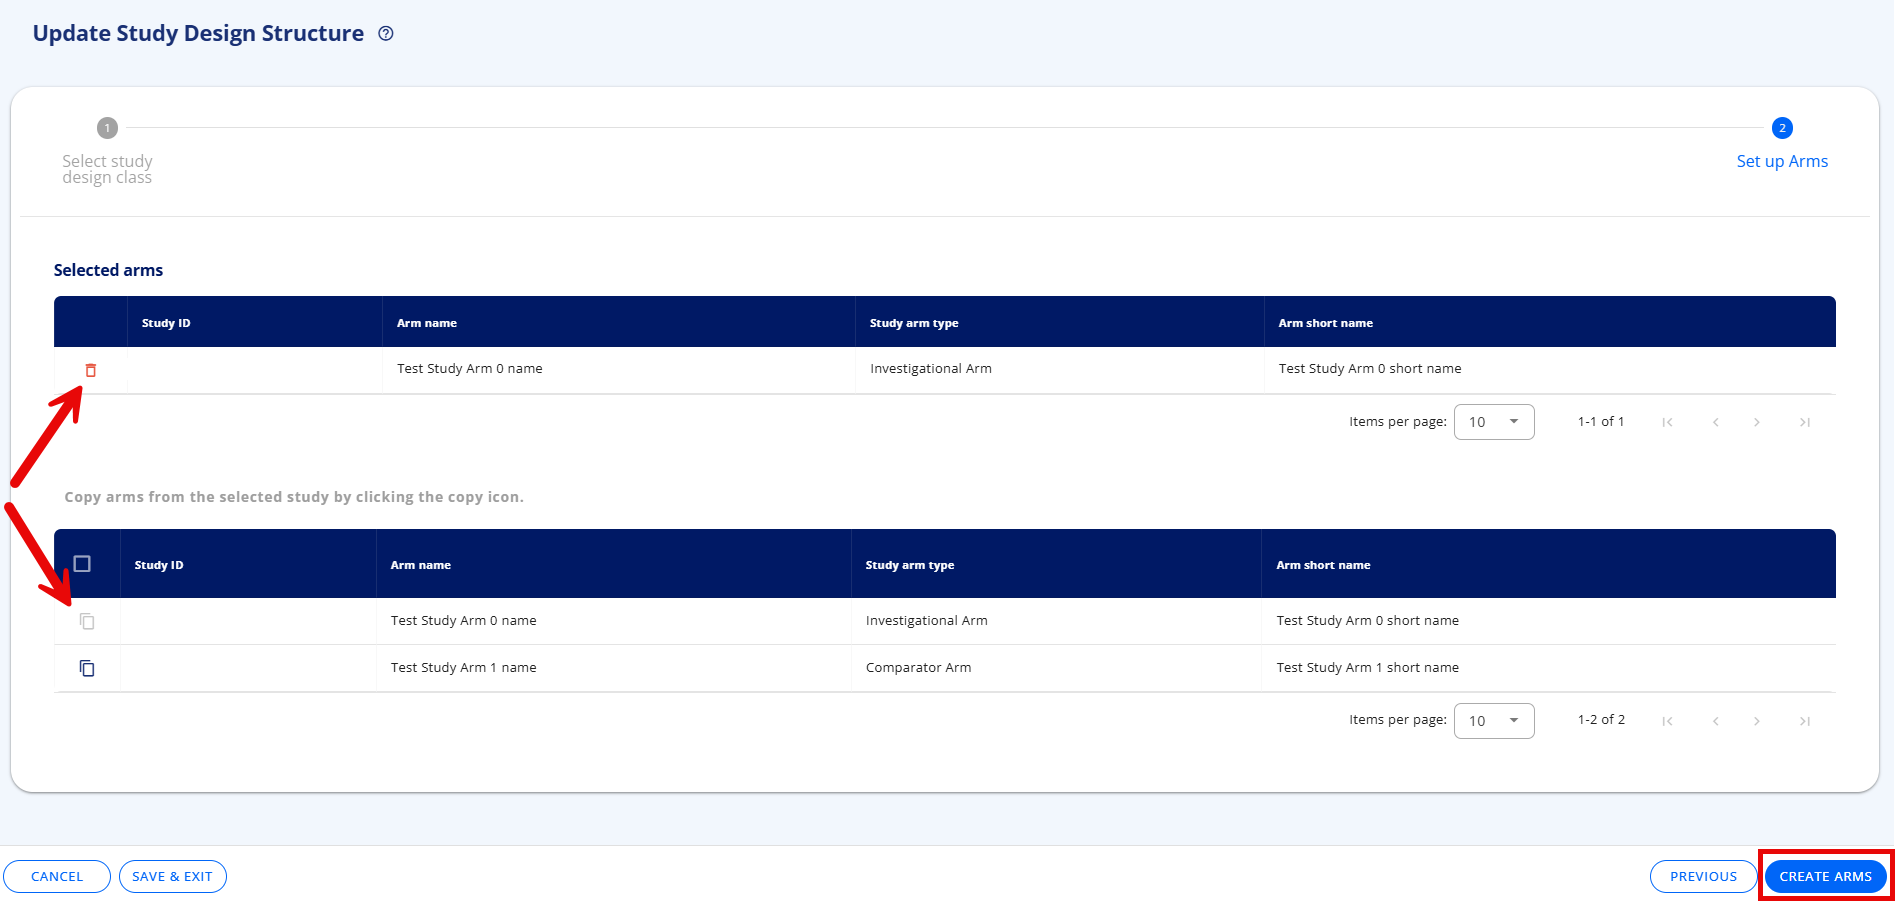 Update Study Design Structure ?
1 2
Select study
design class
Set up Arms
Selected arms
Study ID Arm name Study arm type Arm short name
Test Study Arm 0 name Investigational Arm Test Study Arm 0 short name
Items per page: 10 1-1 of 1
Copy arms from the selected study by clicking the copy icon.
Study ID Arm name Study arm type Arm short name
Test Study Arm 0 name Investigational Arm Test Study Arm 0 short name
Test Study Arm 1 name Comparator Arm Test Study Arm 1 short name
Items per page: 10 1-2 of 2
CANCEL SAVE & EXIT PREVIOUS CREATE ARMS